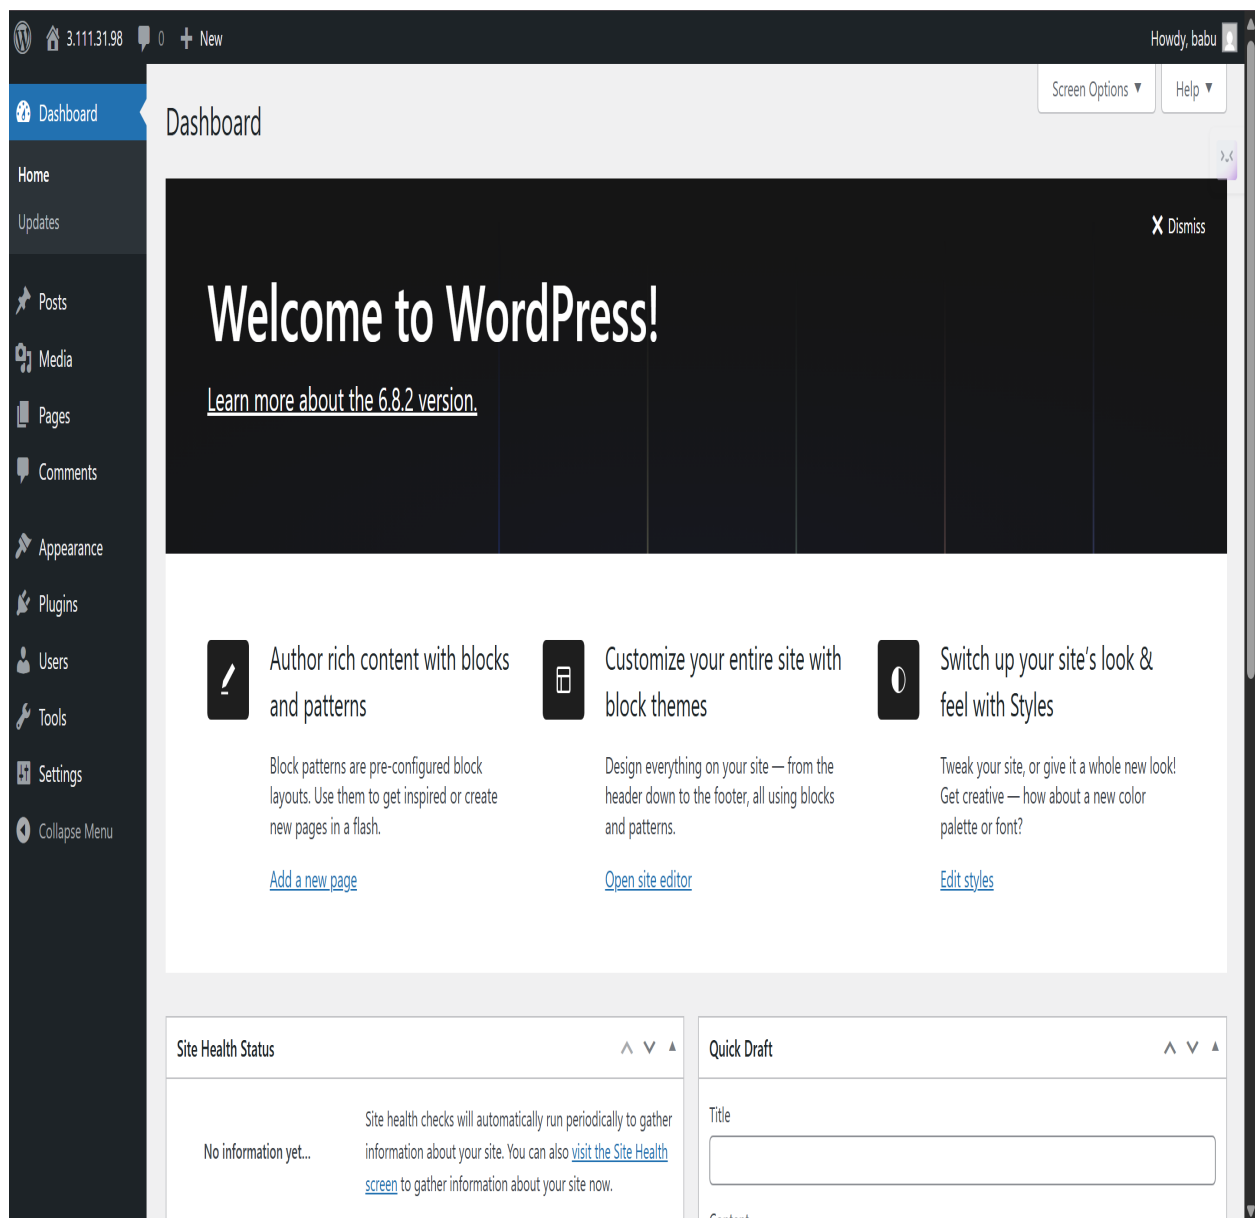 3.111.31.98 0 New
Howdy, babu
Dashboard
Home
Updates
Posts
Media
Pages
Comments
Appearance
Plugins
Users
Tools
Settings
Collapse Menu
Screen Options ▼
Help ▼
Dashboard
Dismiss
Welcome to WordPress!
Learn more about the 6.8.2 version.
Author rich content with blocks
and patterns
Block patterns are pre-configured block
layouts. Use them to get inspired or create
new pages in a flash.
Add a new page
Customize your entire site with
block themes
Design everything on your site — from the
header down to the footer, all using blocks
and patterns.
Open site editor
Switch up your site’s look &
feel with Styles
Tweak your site, or give it a whole new look!
Get creative — how about a new color
palette or font?
Edit styles
Site Health Status
No information yet...
Site health checks will automatically run periodically to gather
information about your site. You can also visit the Site Health
screen to gather information about your site now.
Quick Draft
Title